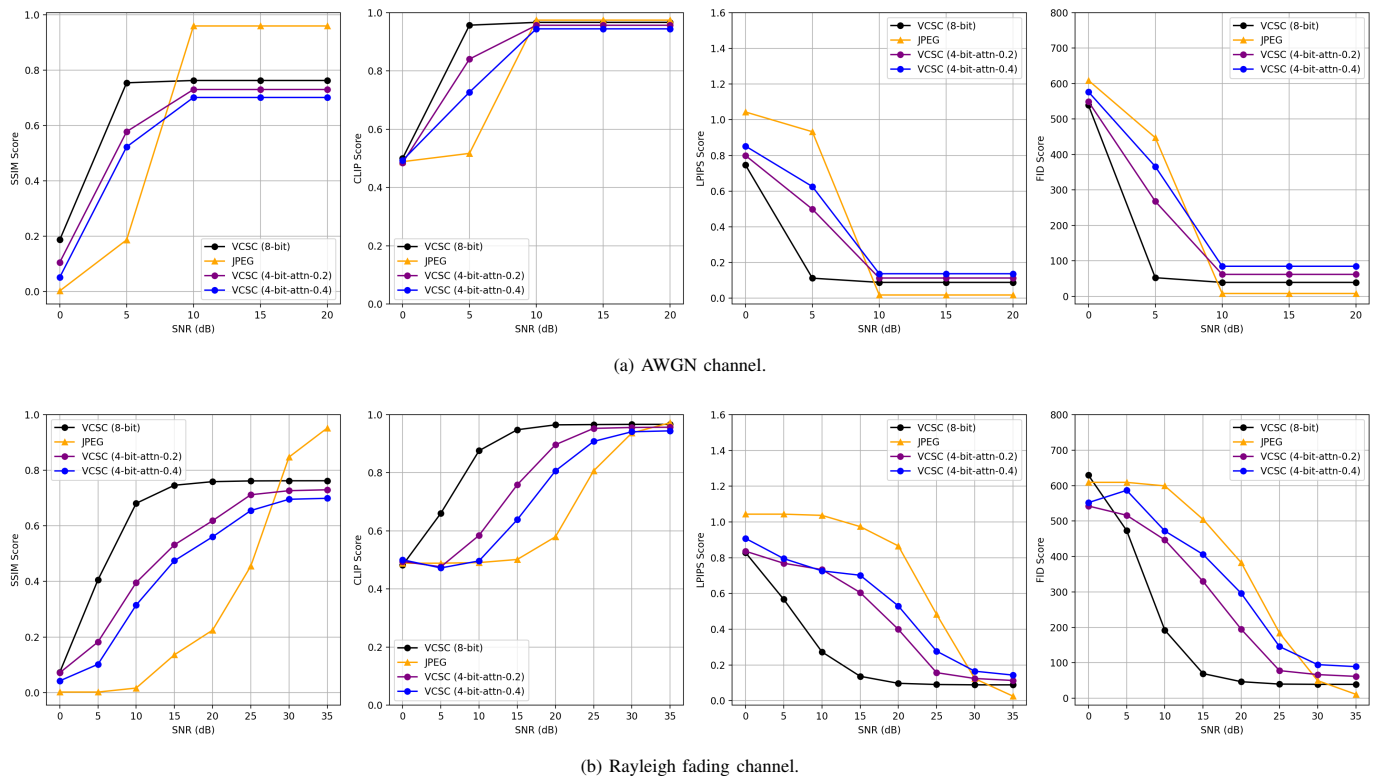 SSIM Score
1.0
0.8
0.6
0.4
0.2
0.0
VCSC (8-bit)
JPEG
VCSC (4-bit-attn-0.2)
VCSC (4-bit-attn-0.4)
0 5 10 15 20
SNR (dB)
CLIP Score
1.0
0.8
0.6
0.4
0.2
0.0
VCSC (8-bit)
JPEG
VCSC (4-bit-attn-0.2)
VCSC (4-bit-attn-0.4)
0 5 10 15 20
SNR (dB)
LPIPS Score
1.6
1.4
1.2
1.0
0.8
0.6
0.4
0.2
0.0
VCSC (8-bit)
JPEG
VCSC (4-bit-attn-0.2)
VCSC (4-bit-attn-0.4)
0 5 10 15 20
SNR (dB)
FID Score
800
700
600
500
400
300
200
100
0
VCSC (8-bit)
JPEG
VCSC (4-bit-attn-0.2)
VCSC (4-bit-attn-0.4)
0 5 10 15 20
SNR (dB)
(a) AWGN channel.
SSIM Score
1.0
0.8
0.6
0.4
0.2
0.0
VCSC (8-bit)
JPEG
VCSC (4-bit-attn-0.2)
VCSC (4-bit-attn-0.4)
0 5 10 15 20 25 30 35
SNR (dB)
CLIP Score
1.0
0.8
0.6
0.4
0.2
0.0
VCSC (8-bit)
JPEG
VCSC (4-bit-attn-0.2)
VCSC (4-bit-attn-0.4)
0 5 10 15 20 25 30 35
SNR (dB)
LPIPS Score
1.6
1.4
1.2
1.0
0.8
0.6
0.4
0.2
0.0
VCSC (8-bit)
JPEG
VCSC (4-bit-attn-0.2)
VCSC (4-bit-attn-0.4)
0 5 10 15 20 25 30 35
SNR (dB)
FID Score
800
700
600
500
400
300
200
100
0
VCSC (8-bit)
JPEG
VCSC (4-bit-attn-0.2)
VCSC (4-bit-attn-0.4)
0 5 10 15 20 25 30 35
SNR (dB)
(b) Rayleigh fading channel.